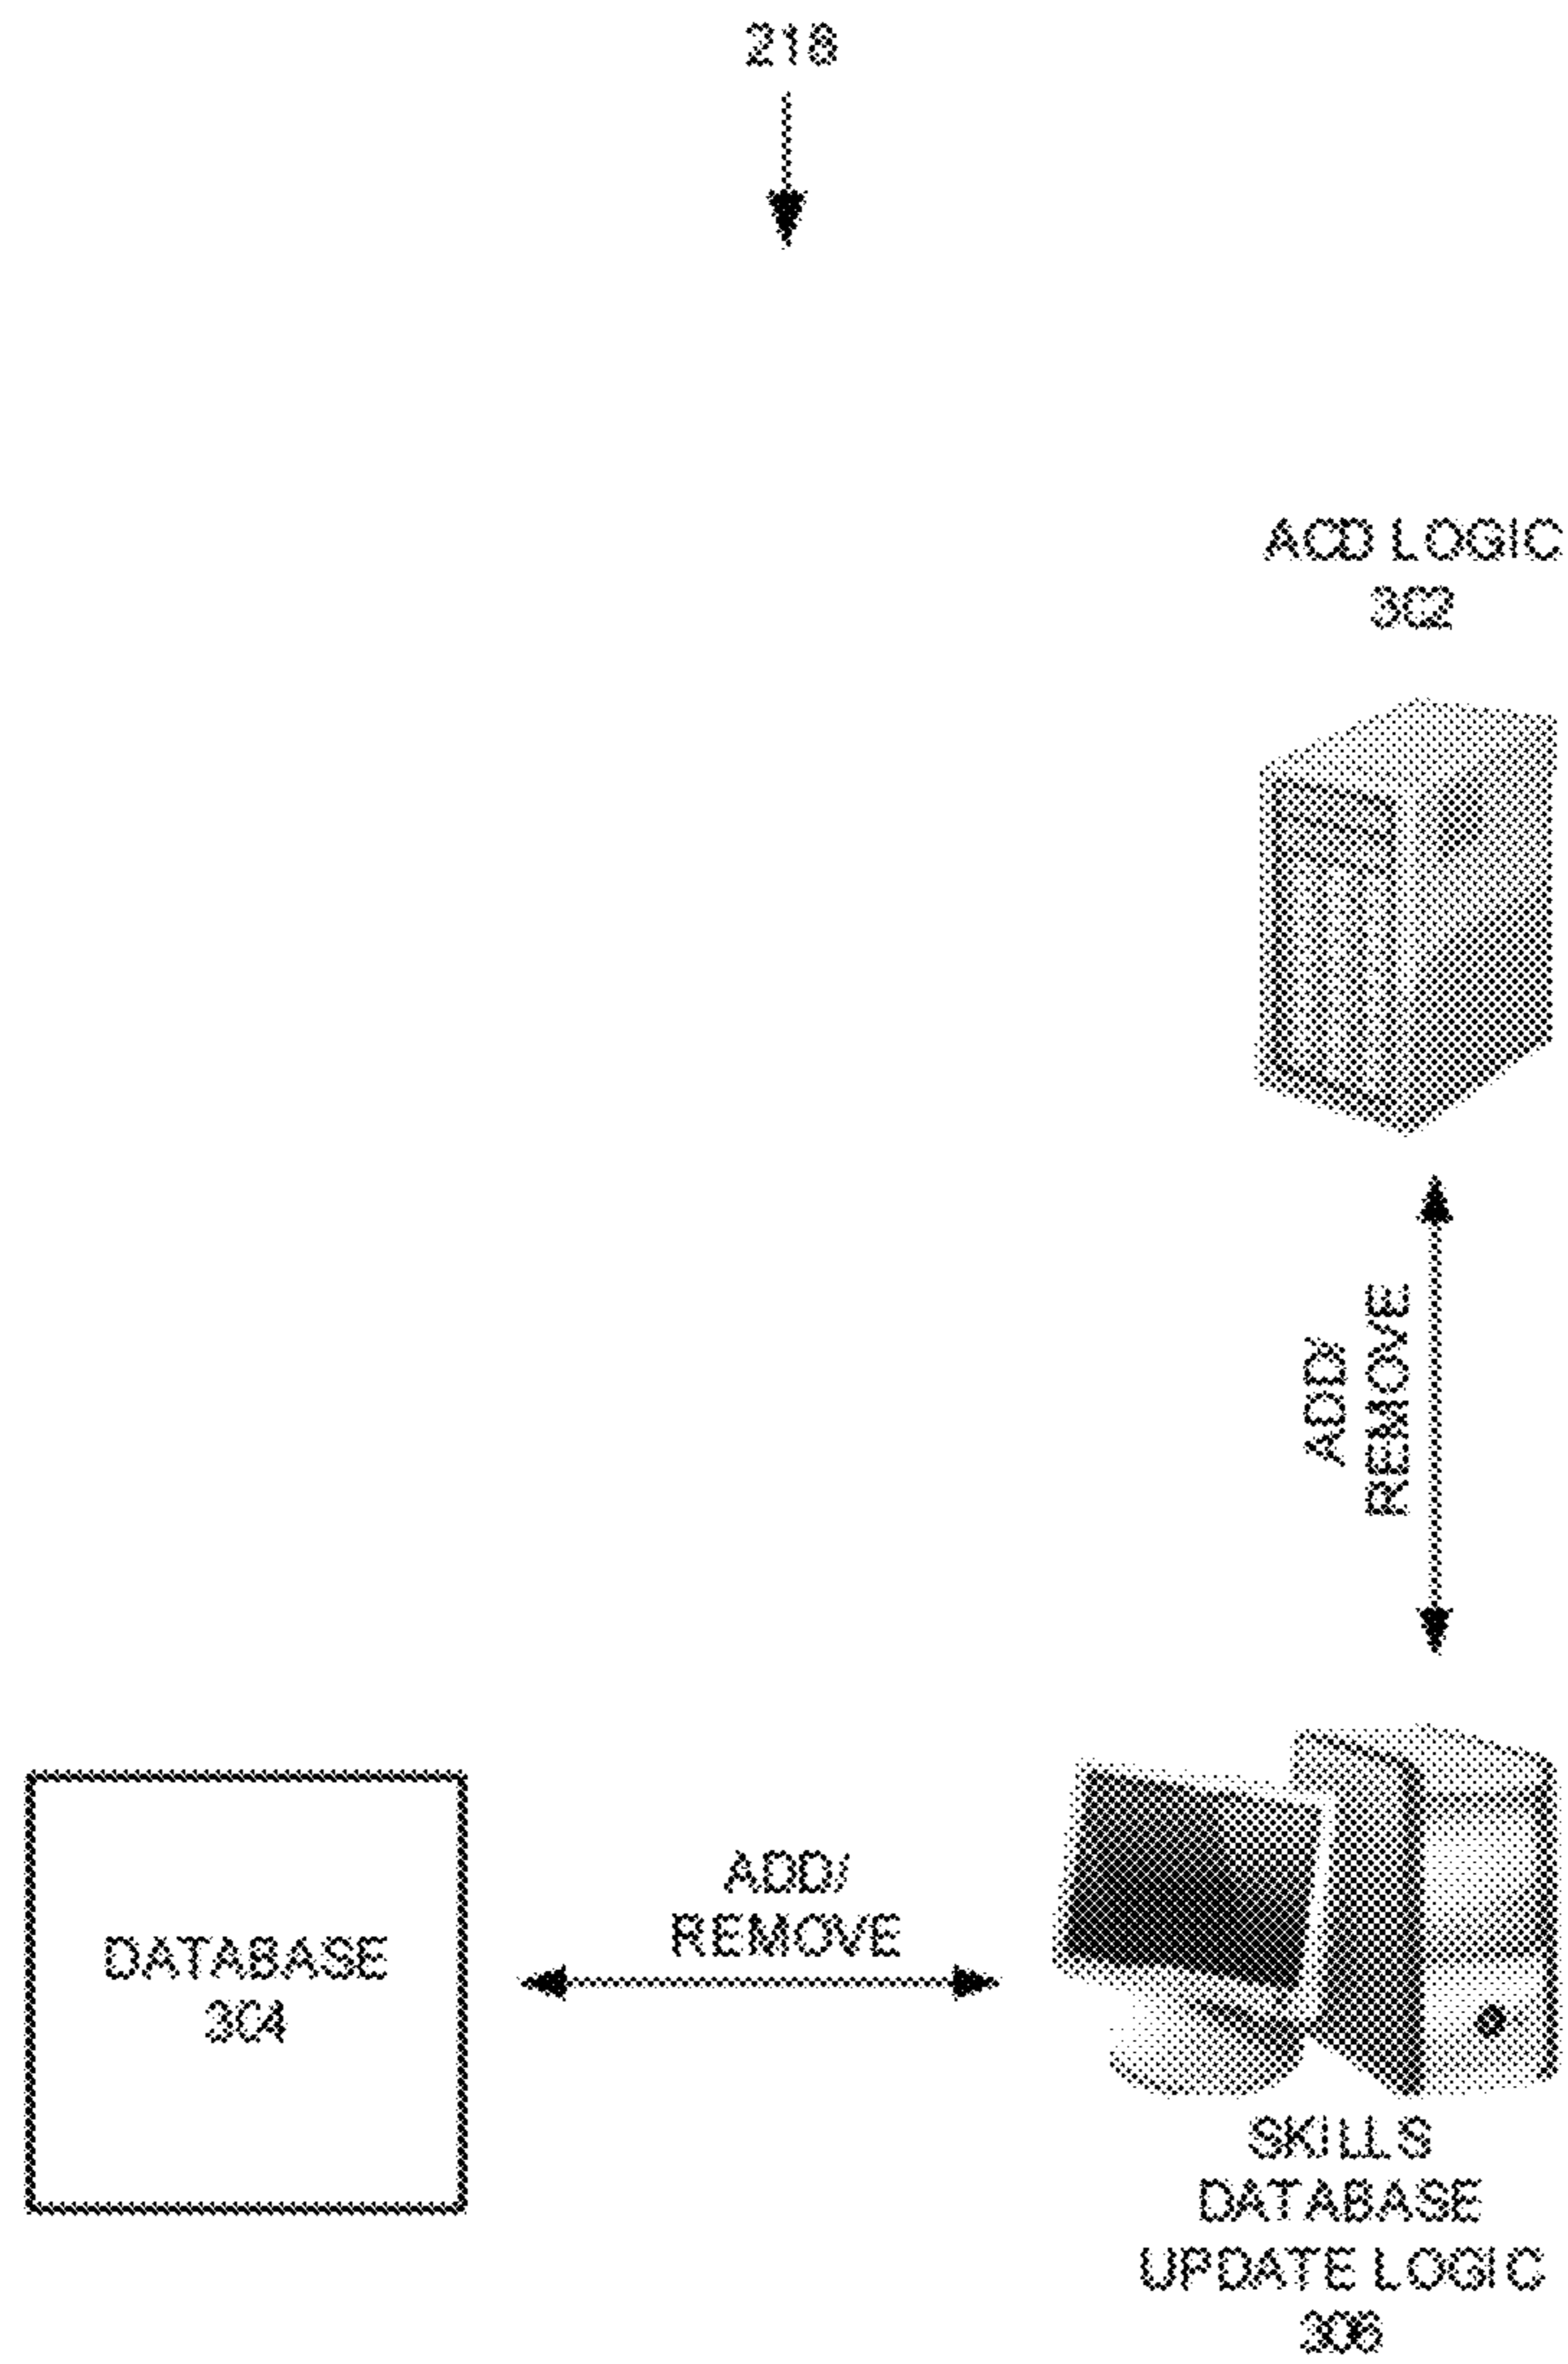 218
ACD LOGIC
302
ADD/
REMOVE
DATABASE
304
ADD/
REMOVE
SKILLS
DATABASE
UPDATE LOGIC
306